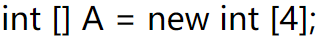 int [] A = new int [4];